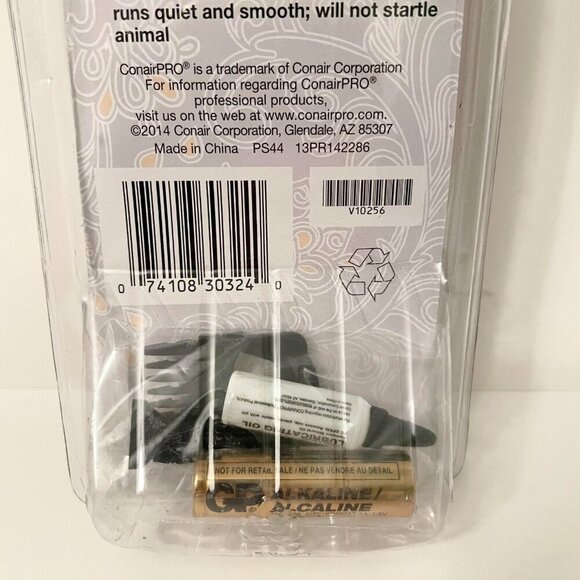 runs quiet and smooth; will not startle
animal
ConairPRO® is a trademark of Conair Corporation
For information regarding ConairPRO®
professional products,
visit us on the web at www.conairpro.com.
©2014 Conair Corporation, Glendale, AZ 85307
Made in China PS44 13PR142286
0 74108 30324 0
V10256
LUBRICATING OIL
NOT FOR RETAIL SALE/NE PAS VENDRE AU DETAIL
GP ALKALINE/
ALCALINE